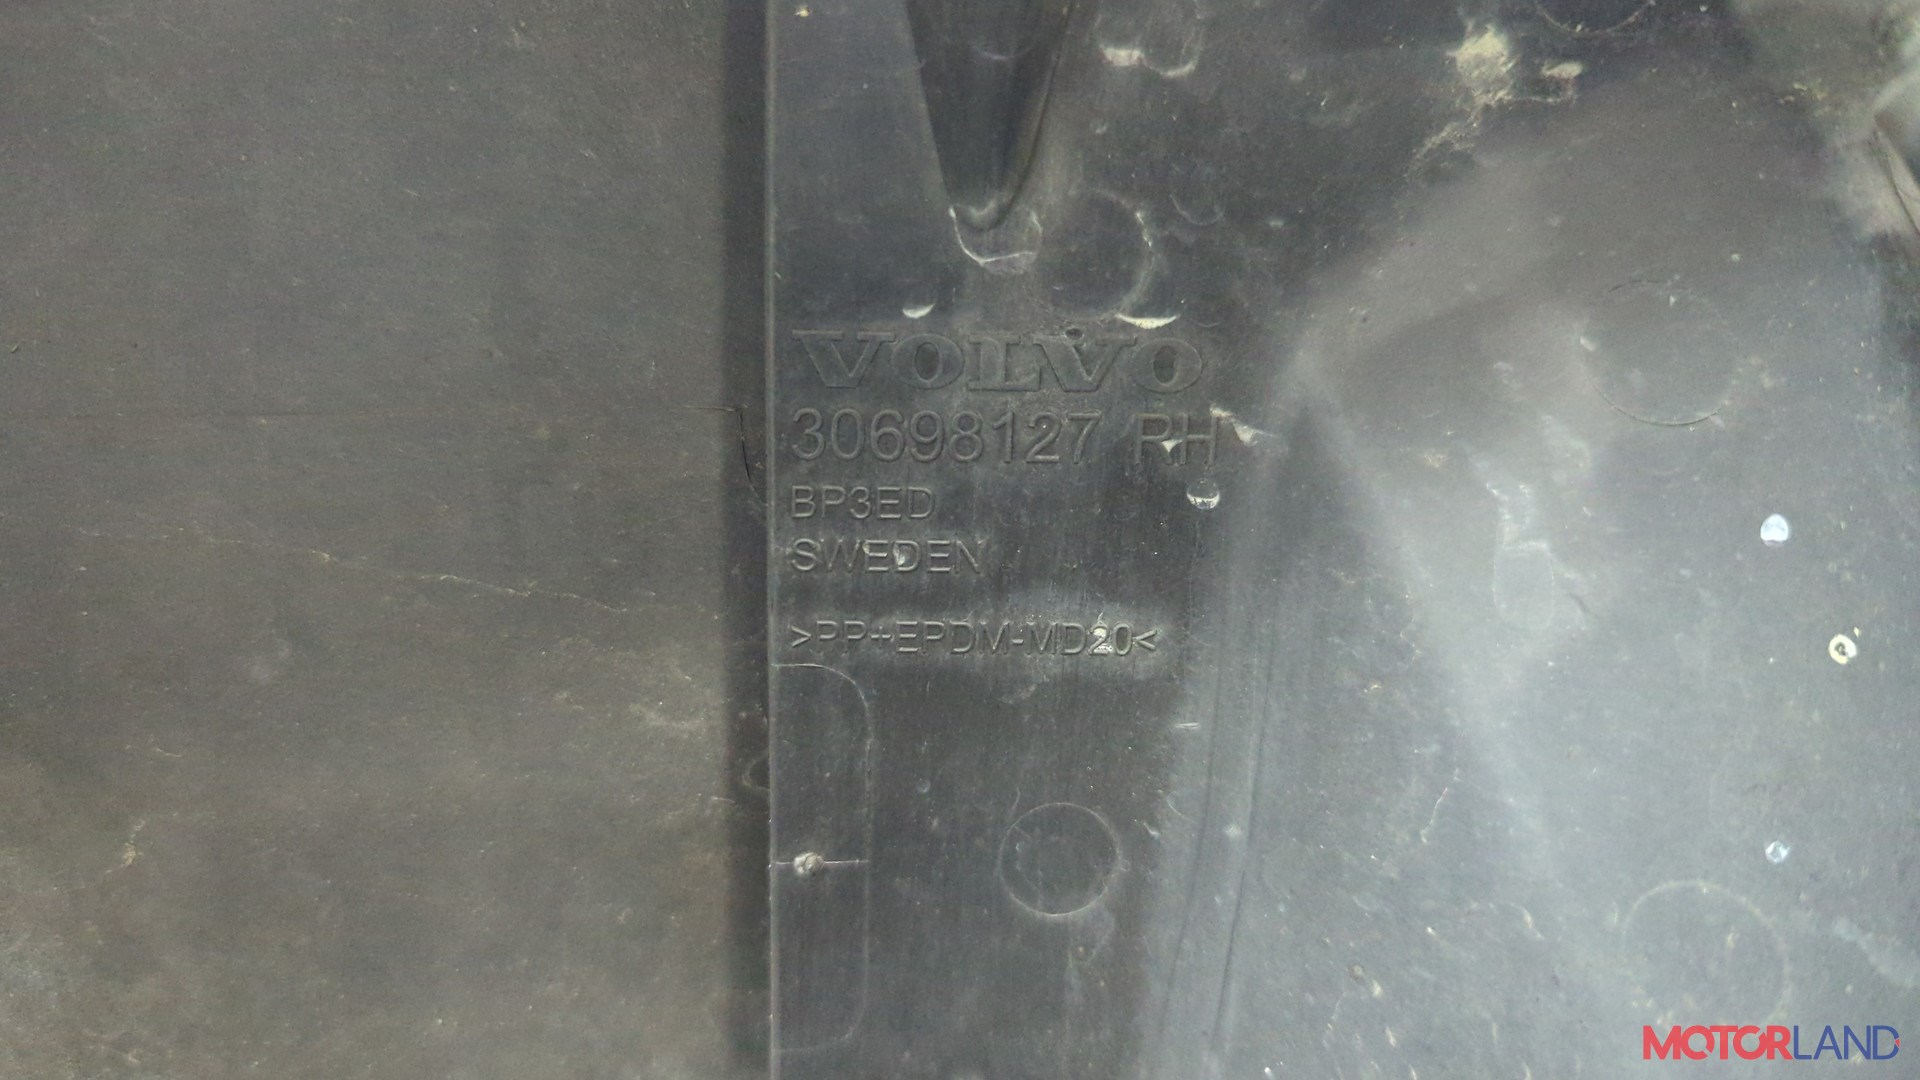 VOLVO
30698127 RH
BP3ED
SWEDEN
>PP+EPDM-MD20<
MOTORLAND